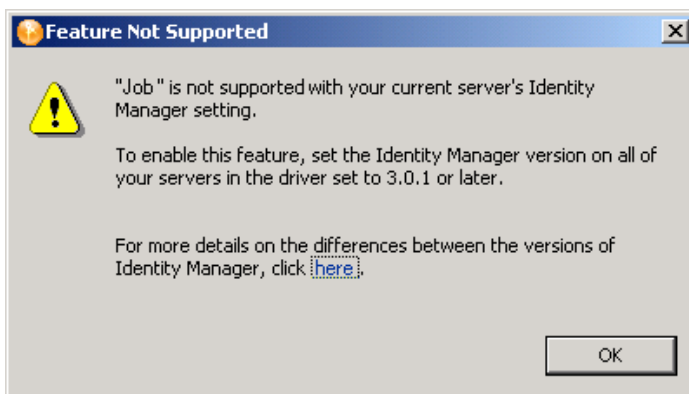 Feature Not Supported
"Job" is not supported with your current server's Identity
Manager setting.
To enable this feature, set the Identity Manager version on all of
your servers in the driver set to 3.0.1 or later.
For more details on the differences between the versions of
Identity Manager, click here.
OK